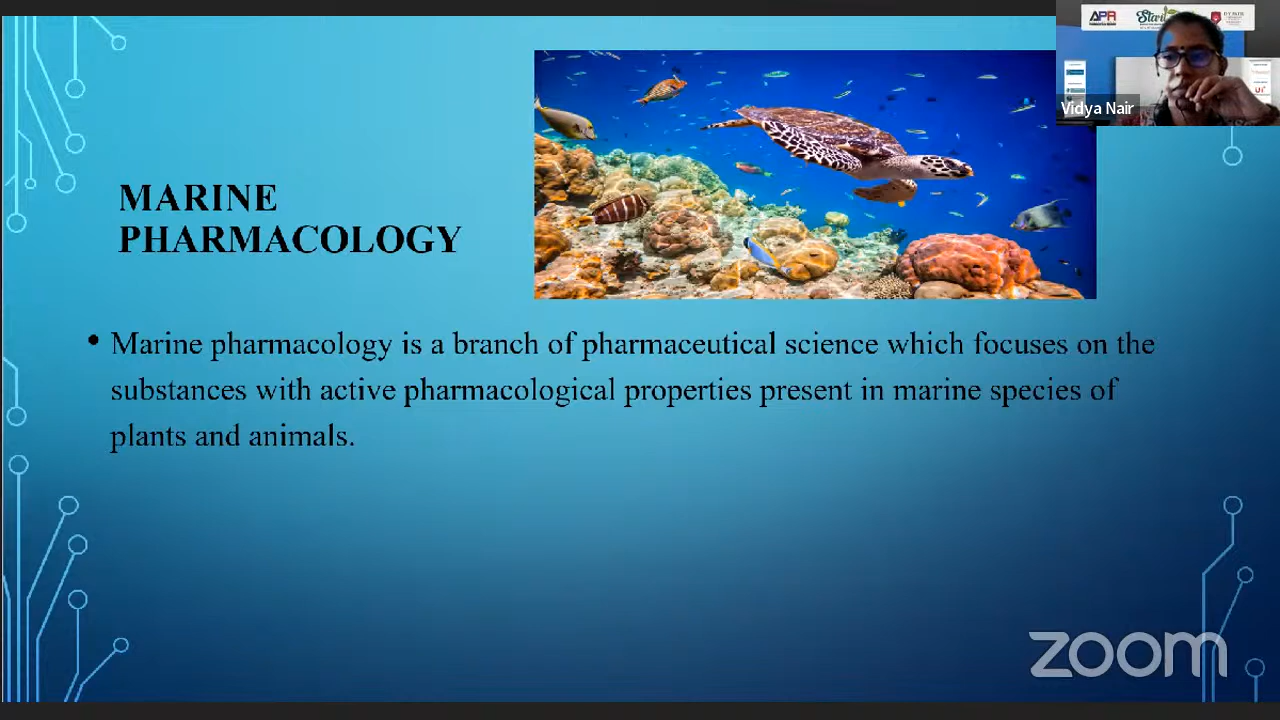 APR
Vidya Nair
MARINE
PHARMACOLOGY
• Marine pharmacology is a branch of pharmaceutical science which focuses on the
substances with active pharmacological properties present in marine species of
plants and animals.
zoom